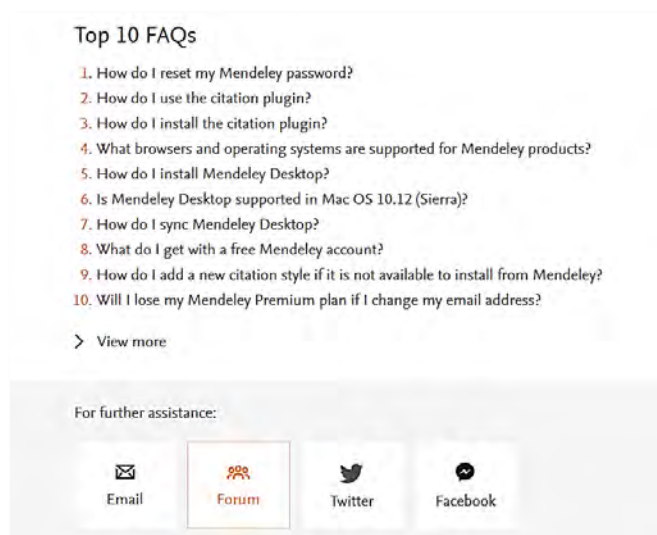 Top 10 FAQs
1. How do I reset my Mendeley password?
2. How do I use the citation plugin?
3. How do I install the citation plugin?
4. What browsers and operating systems are supported for Mendeley products?
5. How do I install Mendeley Desktop?
6. Is Mendeley Desktop supported in Mac OS 10.12 (Sierra)?
7. How do I sync Mendeley Desktop?
8. What do I get with a free Mendeley account?
9. How do I add a new citation style if it is not available to install from Mendeley?
10. Will I lose my Mendeley Premium plan if I change my email address?
View more
For further assistance:
Email Forum Twitter Facebook